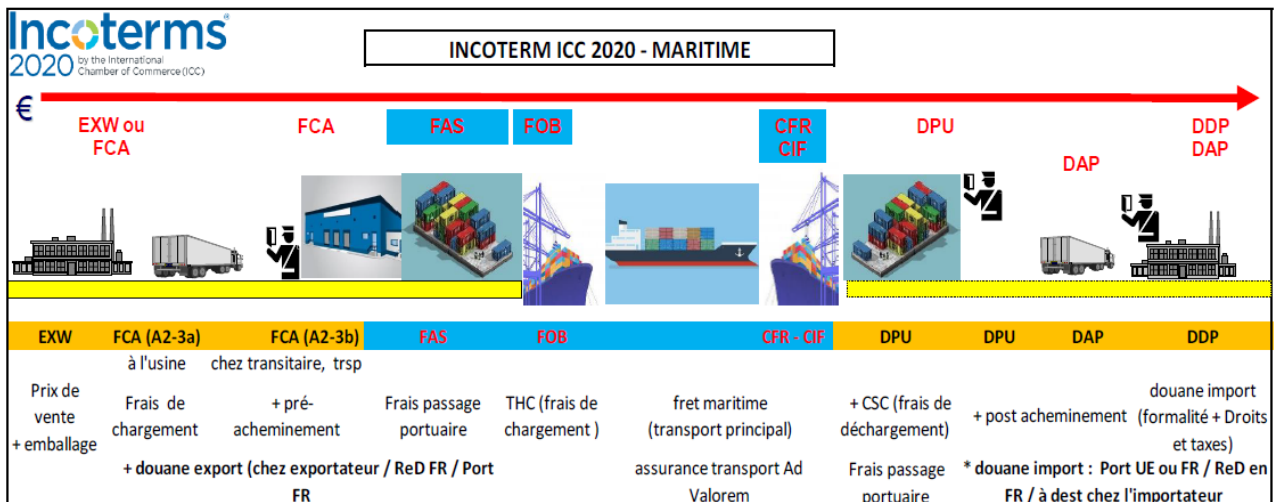 Incoterms®
2020 by the International
Chamber of Commerce (ICC)
INCOTERM ICC 2020 - MARITIME
€
EXW ou
FCA
FCA
FAS
FOB
CFR
CIF
DPU
DAP
DDP
DAP
EXW FCA (A2-3a) FCA (A2-3b) FAS FOB CFR - CIF DPU DPU DAP DDP
à l'usine chez transitaire, trsp
Prix de
vente
+ emballage
Frais de
chargement
+ pré-
acheminement
Frais passage
portuaire
THC (frais de
chargement )
fret maritime
(transport principal)
+ CSC (frais de
déchargement)
+ post acheminement
douane import
(formalité + Droits
et taxes)
+ douane export (chez exportateur / ReD FR / Port
FR
assurance transport Ad
Valorem
Frais passage
portuaire
* douane import : Port UE ou FR / ReD en
FR / à dest chez l'importateur